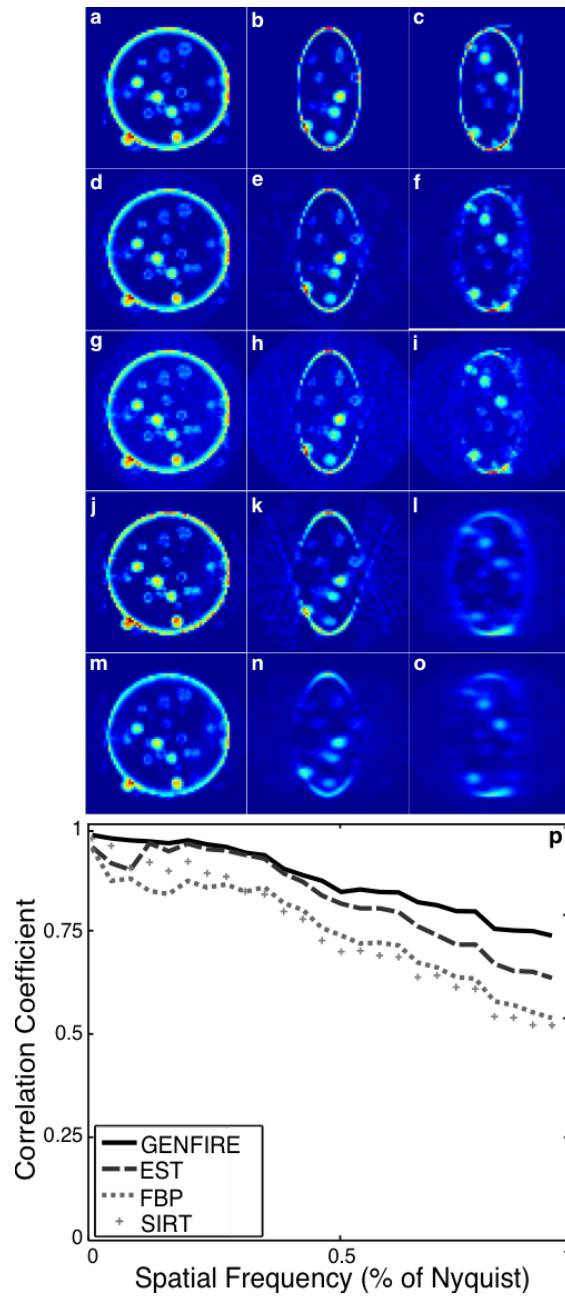 a b c
d e f
g h i
j k l
m n o
p
1
0.75
0.5
0.25
0
Correlation Coefficient
GENFIRE
EST
FBP
SIRT
0 0.5
Spatial Frequency (% of Nyquist)